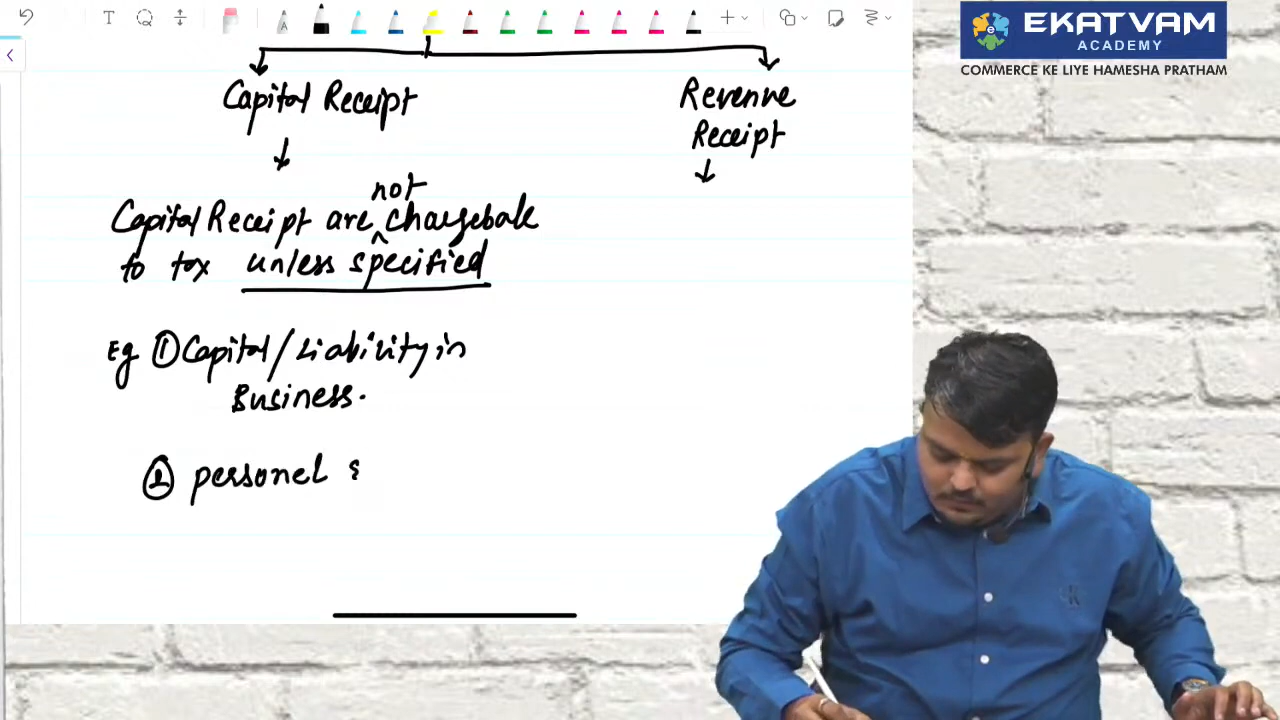 EKATVAM
ACADEMY
COMMERCE KE LIYE HAMESHA PRATHAM
Capital Receipt
Revenue
Receipt
not
Capital Receipt are ^ chargebale
to tax unless specified
Eg ① Capital / Liability in
Business.
② personel